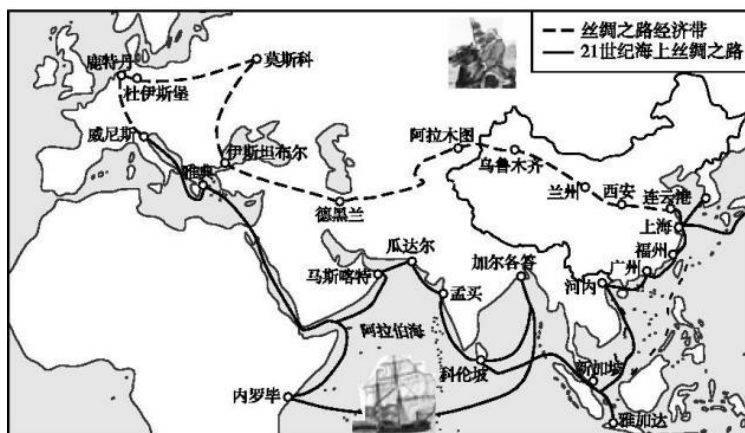 丝绸之路经济带
21世纪海上丝绸之路
鹿特丹
莫斯科
杜伊斯堡
威尼斯
伊斯坦布尔
雅典
阿拉木图
乌鲁木齐
兰州
西安
连云港
德黑兰
上海
瓜达尔
福州
马斯喀特
加尔各答
广州
河内
孟买
阿拉伯海
科伦坡
新加坡
内罗毕
雅加达